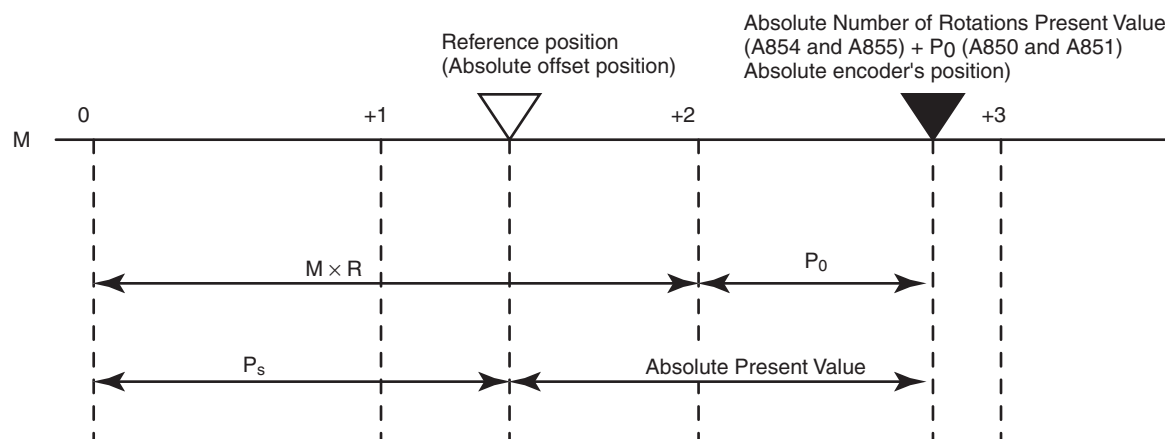 Absolute Number of Rotations Present Value
(A854 and A855) + P0 (A850 and A851)
Absolute encoder's position)
Reference position
(Absolute offset position)
0
+1
+2
+3
M
M × R
P0
Ps
Absolute Present Value